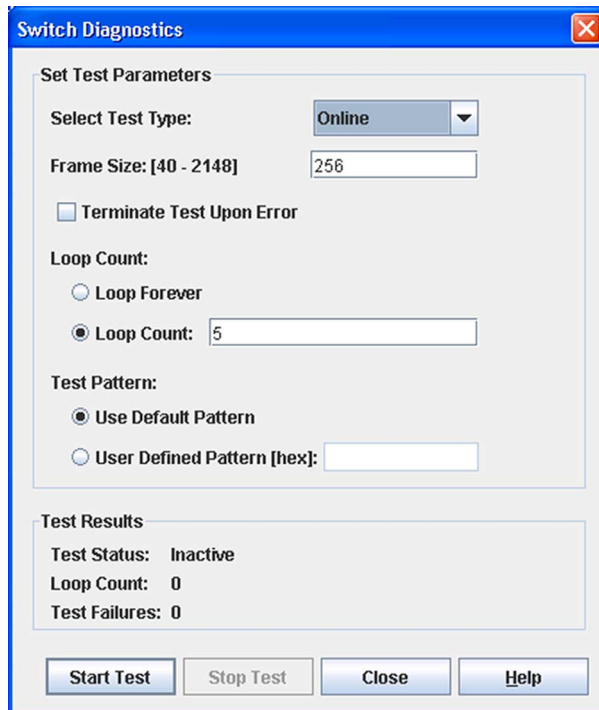 Switch Diagnostics
Set Test Parameters
Select Test Type: Online
Frame Size: [40 - 2148] 256
Terminate Test Upon Error
Loop Count:
Loop Forever
Loop Count: 5
Test Pattern:
Use Default Pattern
User Defined Pattern [hex]:
Test Results
Test Status: Inactive
Loop Count: 0
Test Failures: 0
Start Test Stop Test Close Help